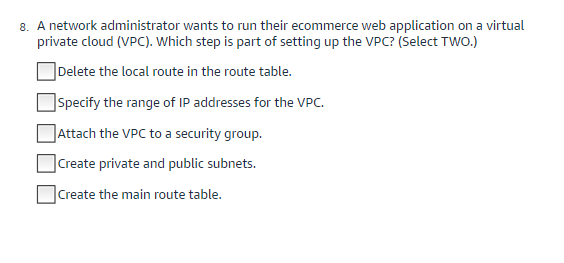 8. A network administrator wants to run their ecommerce web application on a virtual
private cloud (VPC). Which step is part of setting up the VPC? (Select TWO.)
Delete the local route in the route table.
Specify the range of IP addresses for the VPC.
Attach the VPC to a security group.
Create private and public subnets.
Create the main route table.